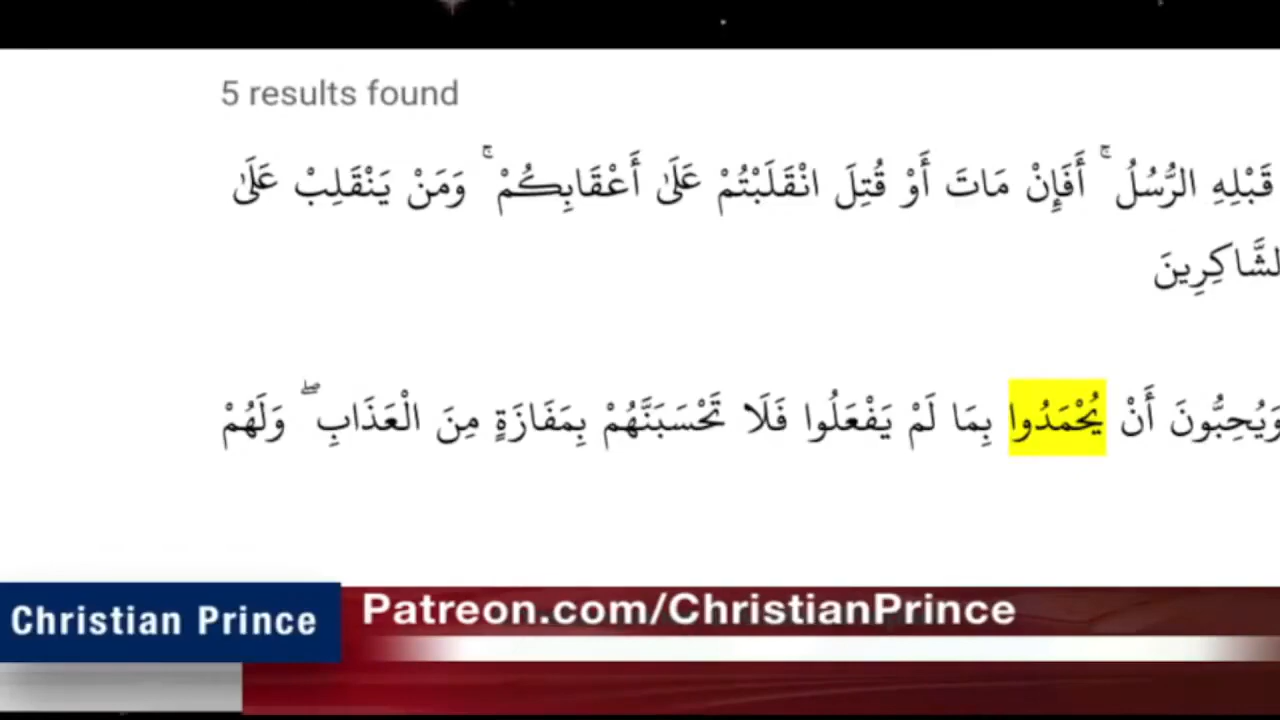 5 results found
قَبْلِهِ الرُّسُلُ ۚ أَفَإِنْ مَاتَ أَوْ قُتِلَ انْقَلَبْتُمْ عَلَىٰ أَعْقَابِكُمْ ۚ وَمَنْ يَنْقَلِبْ عَلَىٰ
لشَّاكِرِينَ
وَيُحِبُّونَ أَنْ يُحْمَدُوا بِمَا لَمْ يَفْعَلُوا فَلَا تَحْسَبَنَّهُمْ بِمَفَازَةٍ مِنَ الْعَذَابِ ۖ وَلَهُمْ
Christian Prince
Patreon.com/ChristianPrince